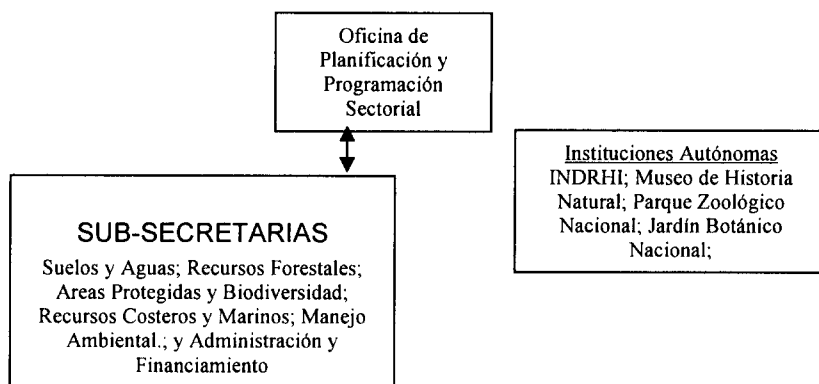 Oficina de
Planificación y
Programación
Sectorial
Instituciones Autónomas
INDRHI; Museo de Historia
Natural; Parque Zoológico
Nacional; Jardín Botánico
Nacional;
SUB-SECRETARIAS
Suelos y Aguas; Recursos Forestales;
Areas Protegidas y Biodiversidad;
Recursos Costeros y Marinos; Manejo
Ambiental.; y Administración y
Financiamiento